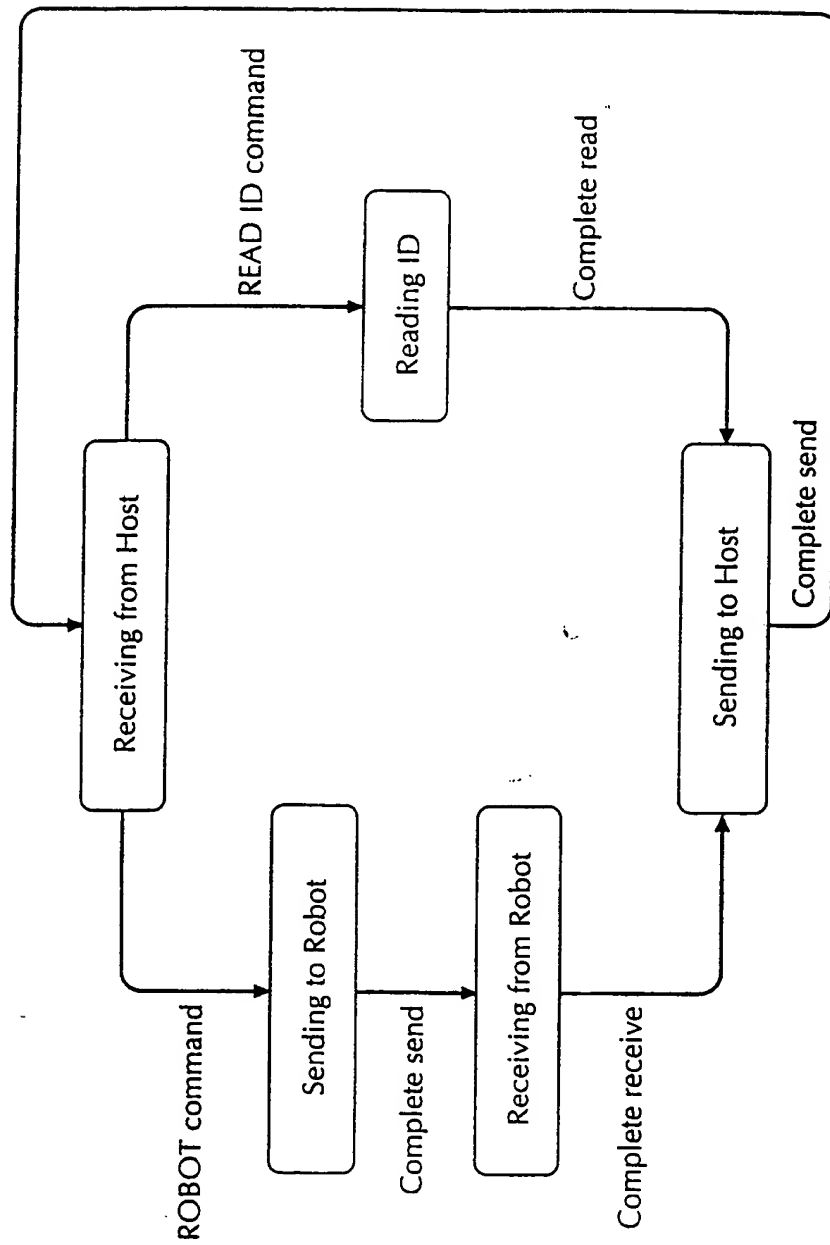 Receiving from Host
ROBOT command
READ ID command
Sending to Robot
Reading ID
Complete send
Receiving from Robot
Complete read
Complete receive
Sending to Host
Complete send